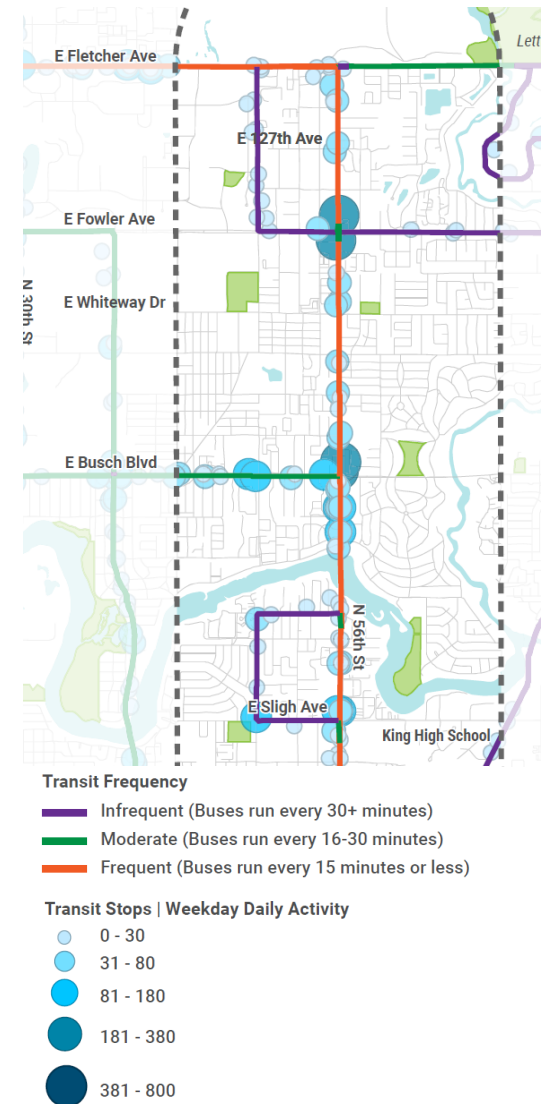 Lett
E Fletcher Ave
E 127th Ave
E Fowler Ave
N 30th St
E Whiteway Dr
E Busch Blvd
N 56th St
E Sligh Ave
King High School
Transit Frequency
Infrequent (Buses run every 30+ minutes)
Moderate (Buses run every 16-30 minutes)
Frequent (Buses run every 15 minutes or less)
Transit Stops | Weekday Daily Activity
0 - 30
31 - 80
81 - 180
181 - 380
381 - 800